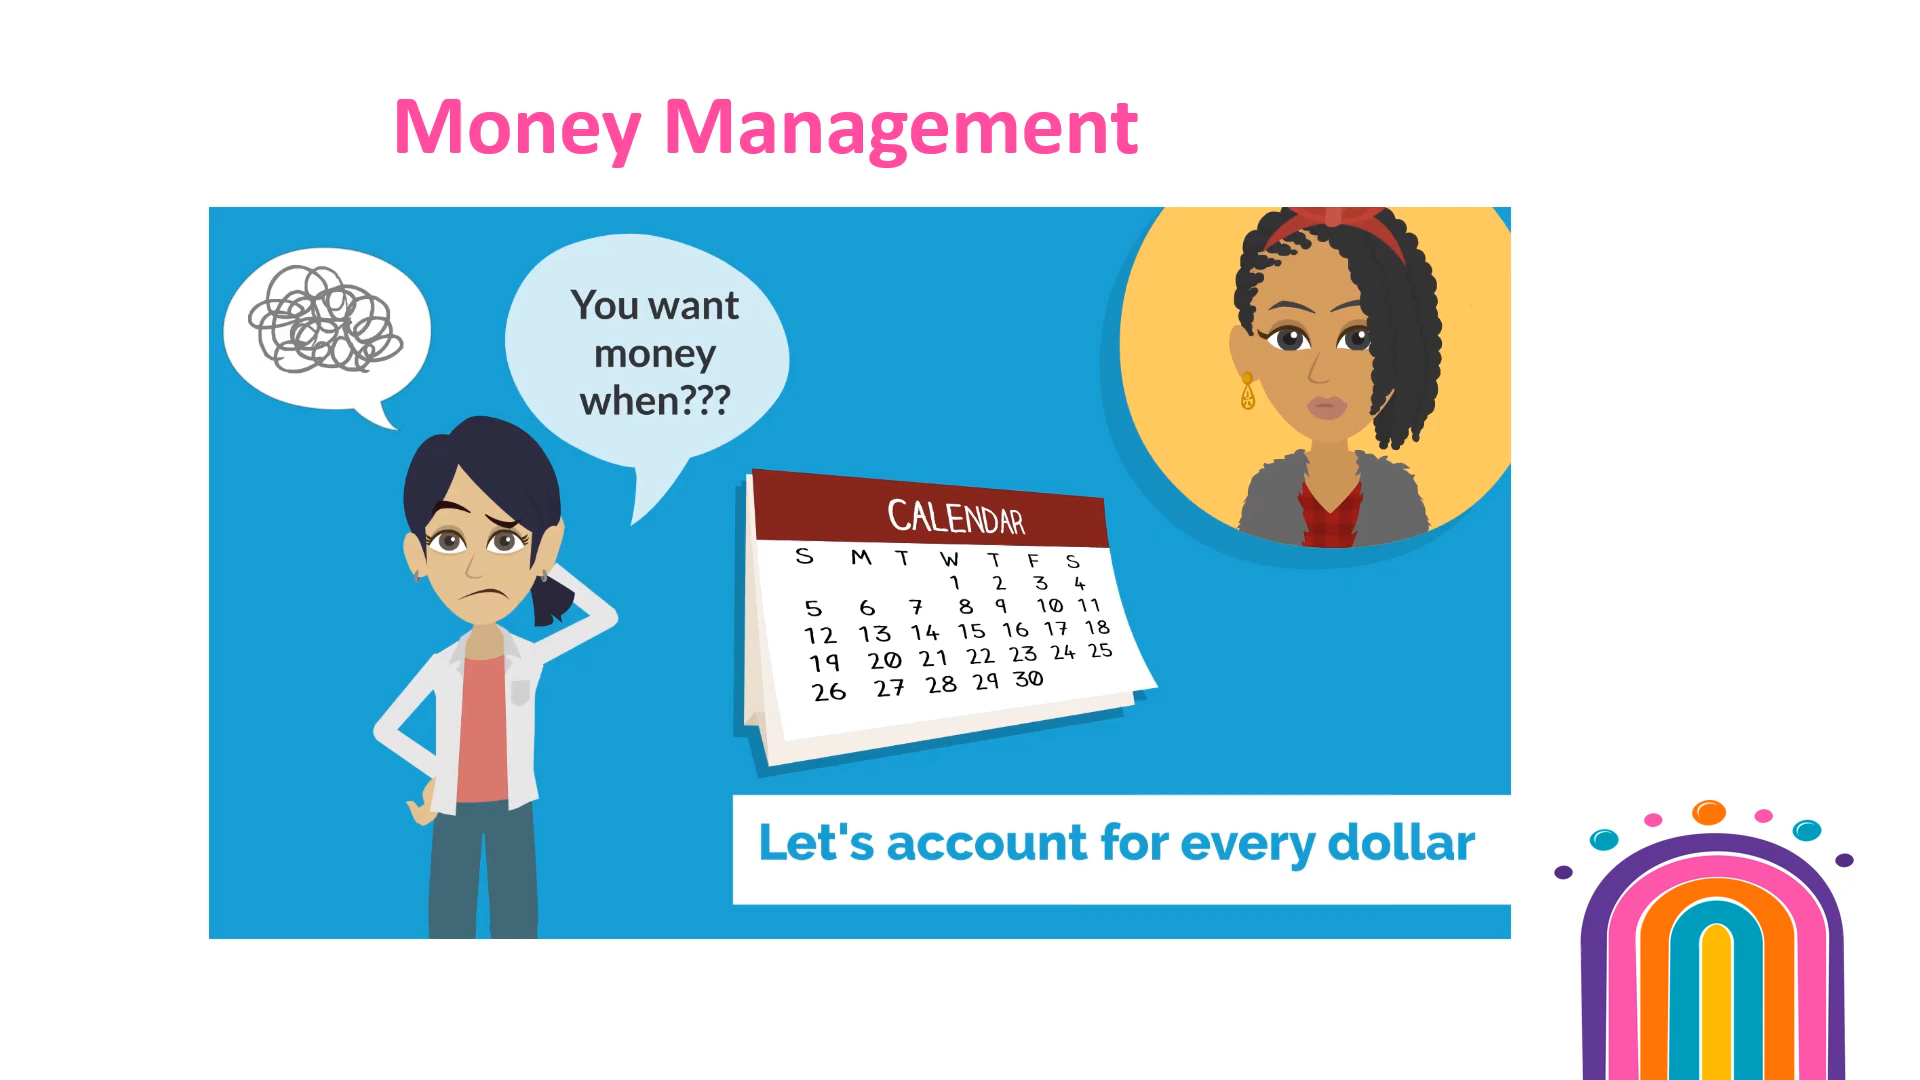 Money Management
You want
money
when???
CALENDAR
S M T W T F S
1 2 3 4
5 6 7 8 9 10 11
12 13 14 15 16 17 18
19 20 21 22 23 24 25
26 27 28 29 30
Let's account for every dollar